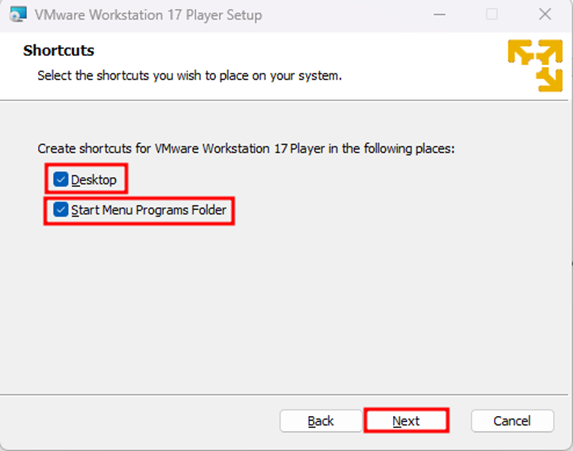 VMware Workstation 17 Player Setup
Shortcuts
Select the shortcuts you wish to place on your system.
Create shortcuts for VMware Workstation 17 Player in the following places:
Desktop
Start Menu Programs Folder
Back Next Cancel